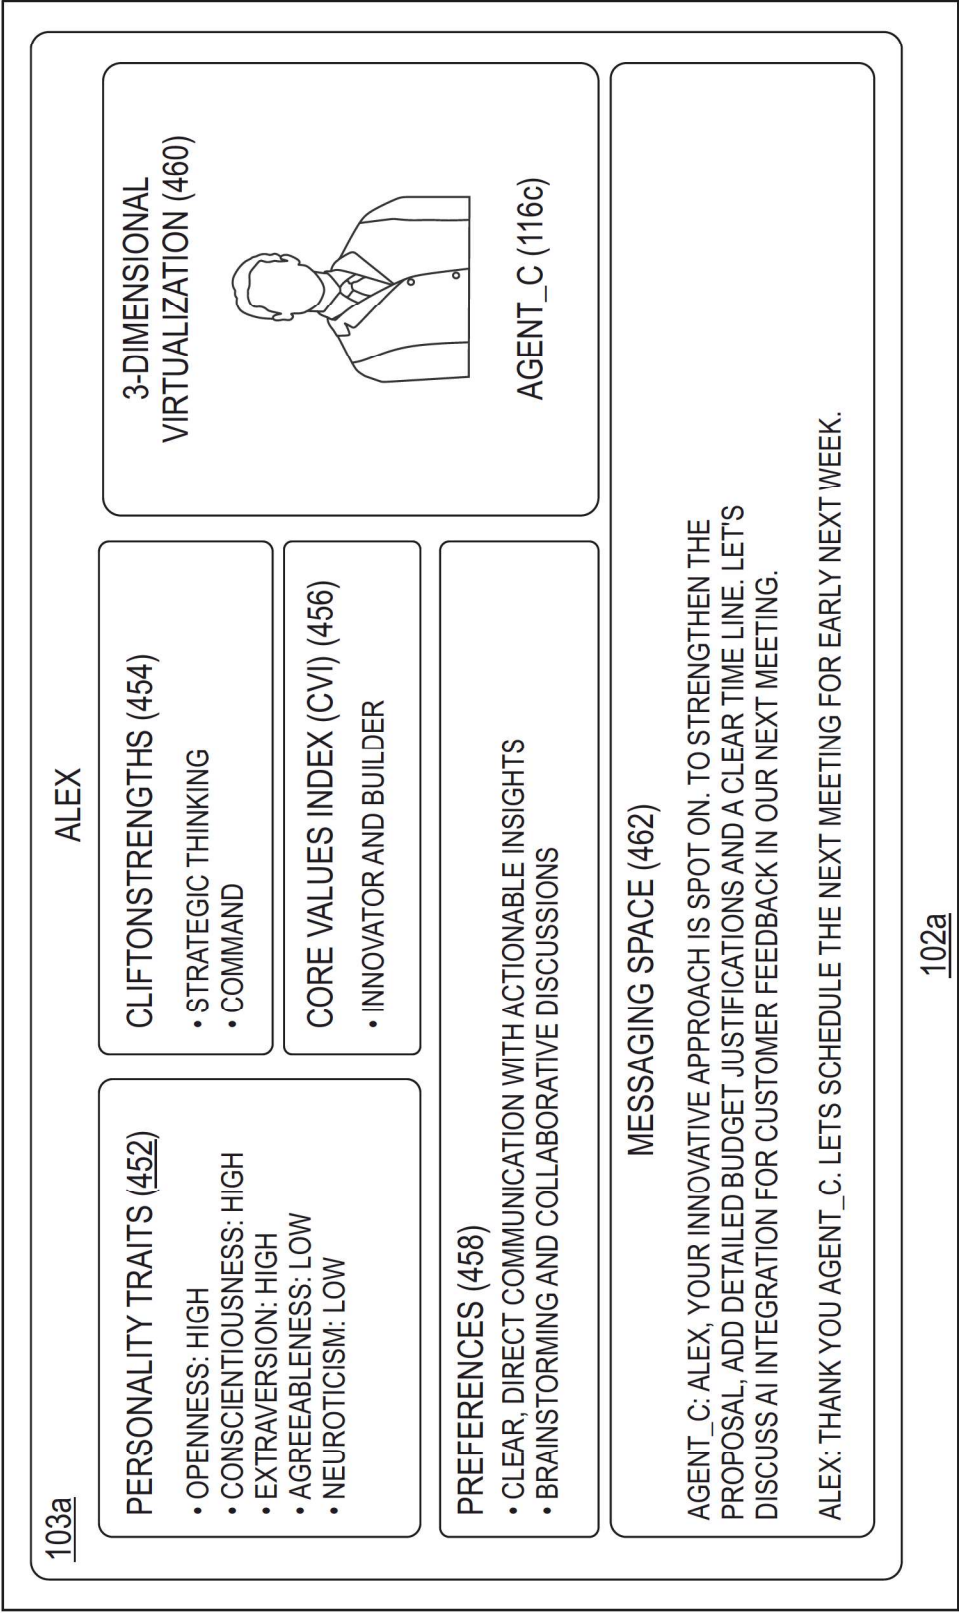 103a
ALEX
PERSONALITY TRAITS (452)
• OPENNESS: HIGH
• CONSCIENTIOUSNESS: HIGH
• EXTRAVERSION: HIGH
• AGREEABLENESS: LOW
• NEUROTICISM: LOW
CLIFTONSTRENGTHS (454)
• STRATEGIC THINKING
• COMMAND
CORE VALUES INDEX (CVI) (456)
• INNOVATOR AND BUILDER
3-DIMENSIONAL
VIRTUALIZATION (460)
AGENT_C (116c)
PREFERENCES (458)
• CLEAR, DIRECT COMMUNICATION WITH ACTIONABLE INSIGHTS
• BRAINSTORMING AND COLLABORATIVE DISCUSSIONS
MESSAGING SPACE (462)
AGENT_C: ALEX, YOUR INNOVATIVE APPROACH IS SPOT ON. TO STRENGTHEN THE
PROPOSAL, ADD DETAILED BUDGET JUSTIFICATIONS AND A CLEAR TIME LINE. LET'S
DISCUSS AI INTEGRATION FOR CUSTOMER FEEDBACK IN OUR NEXT MEETING.
ALEX: THANK YOU AGENT_C. LETS SCHEDULE THE NEXT MEETING FOR EARLY NEXT WEEK.
102a